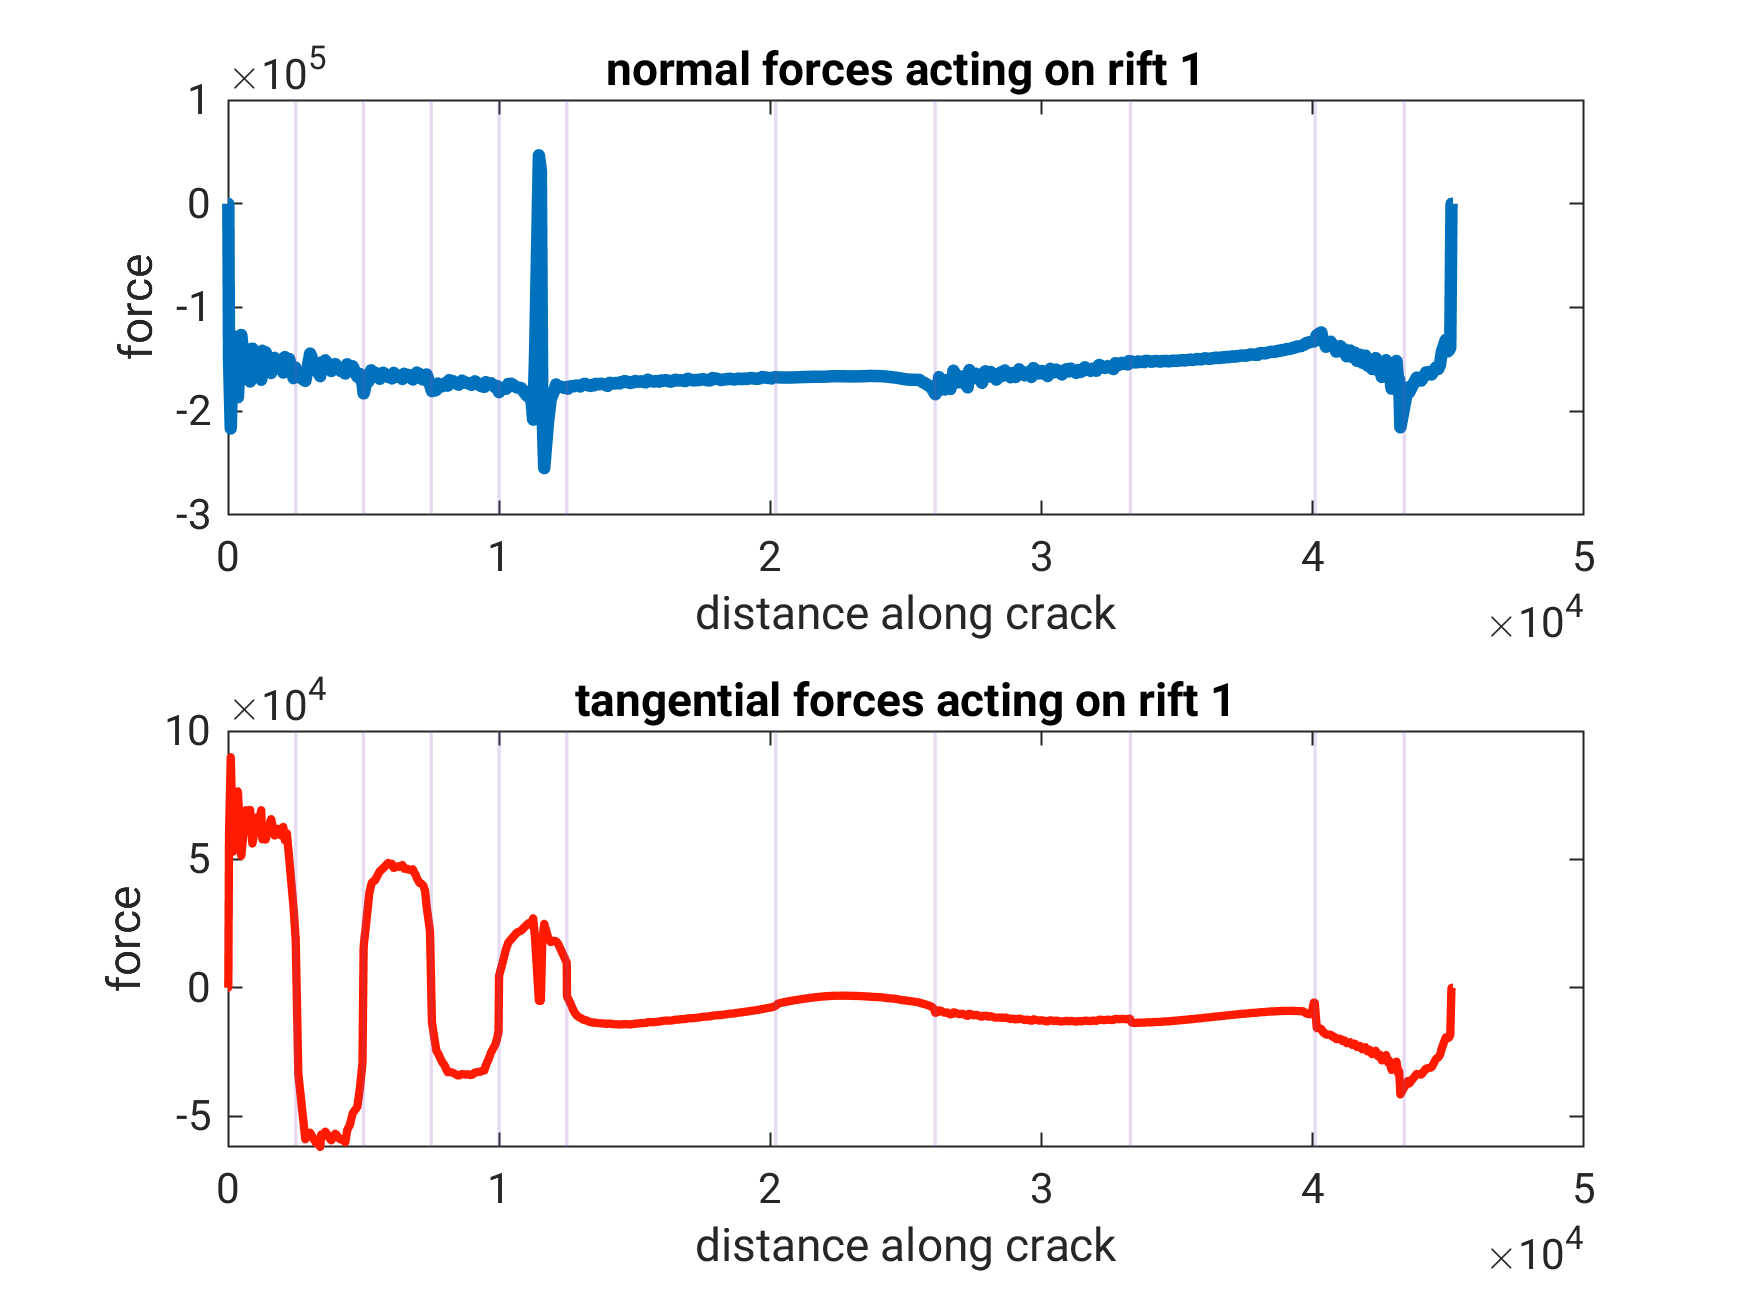 ×10^5
normal forces acting on rift 1
1
0
-1
-2
-3
force
0 1 2 3 4 5
distance along crack
×10^4
×10^4
tangential forces acting on rift 1
10
5
0
-5
force
0 1 2 3 4 5
distance along crack
×10^4